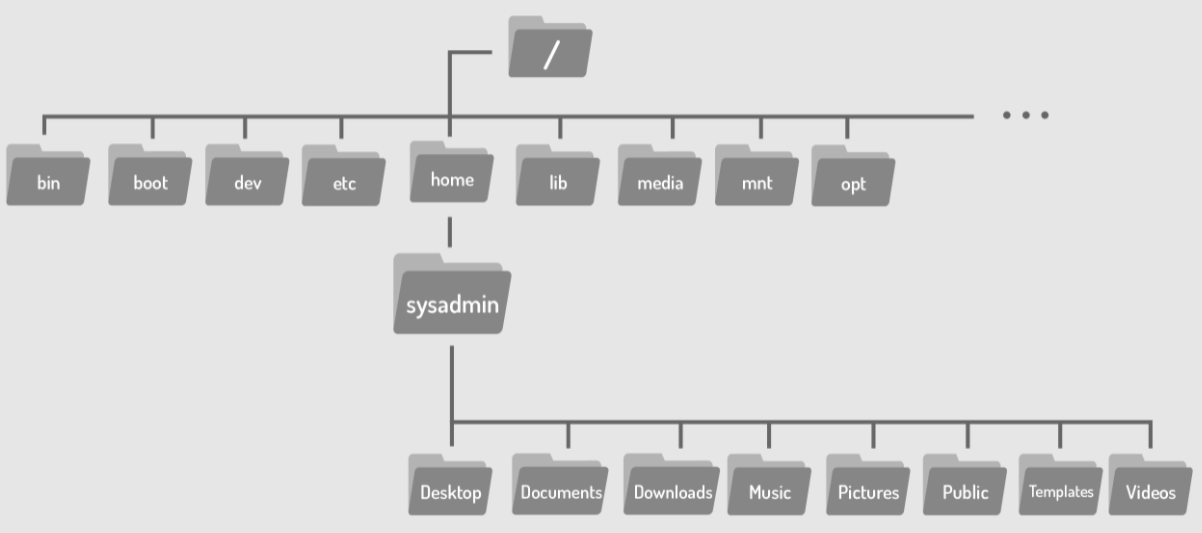 /
bin boot dev etc home lib media mnt opt
sysadmin
Desktop Documents Downloads Music Pictures Public Templates Videos